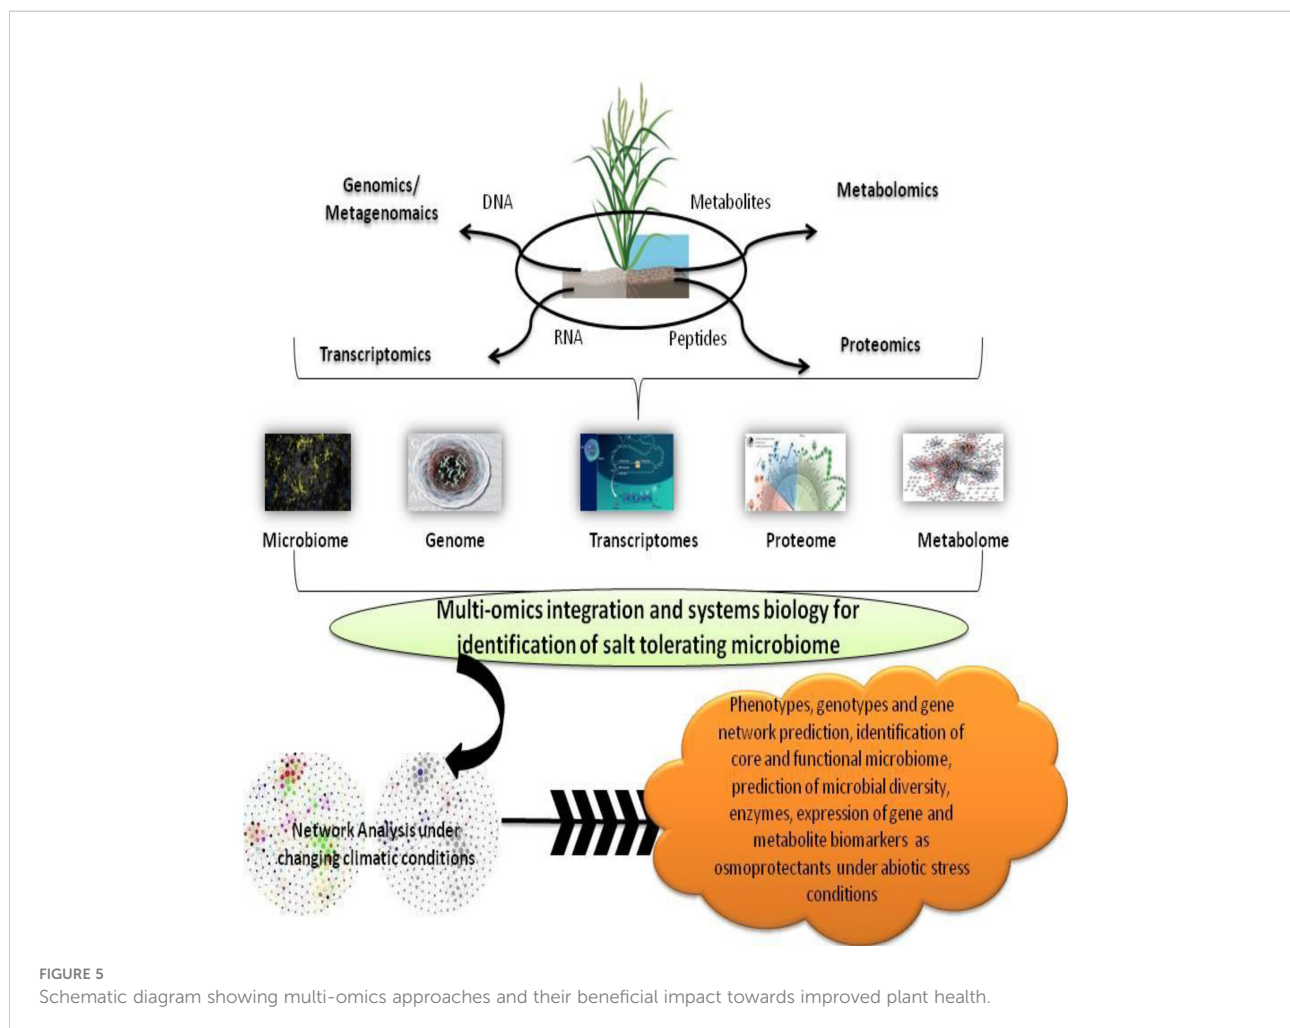 Genomics/
Metagenomaics
DNA
Metabolites
Metabolomics
RNA
Peptides
Transcriptomics
Proteomics
Microbiome
Genome
Transcriptomes
Proteome
Metabolome
Multi-omics integration and systems biology for
identification of salt tolerating microbiome
Network Analysis under
changing climatic conditions
Phenotypes, genotypes and gene
network prediction, identification of
core and functional microbiome,
prediction of microbial diversity,
enzymes, expression of gene and
metabolite biomarkers as
osmoprotectants under abiotic stress
conditions
FIGURE 5
Schematic diagram showing multi-omics approaches and their beneficial impact towards improved plant health.